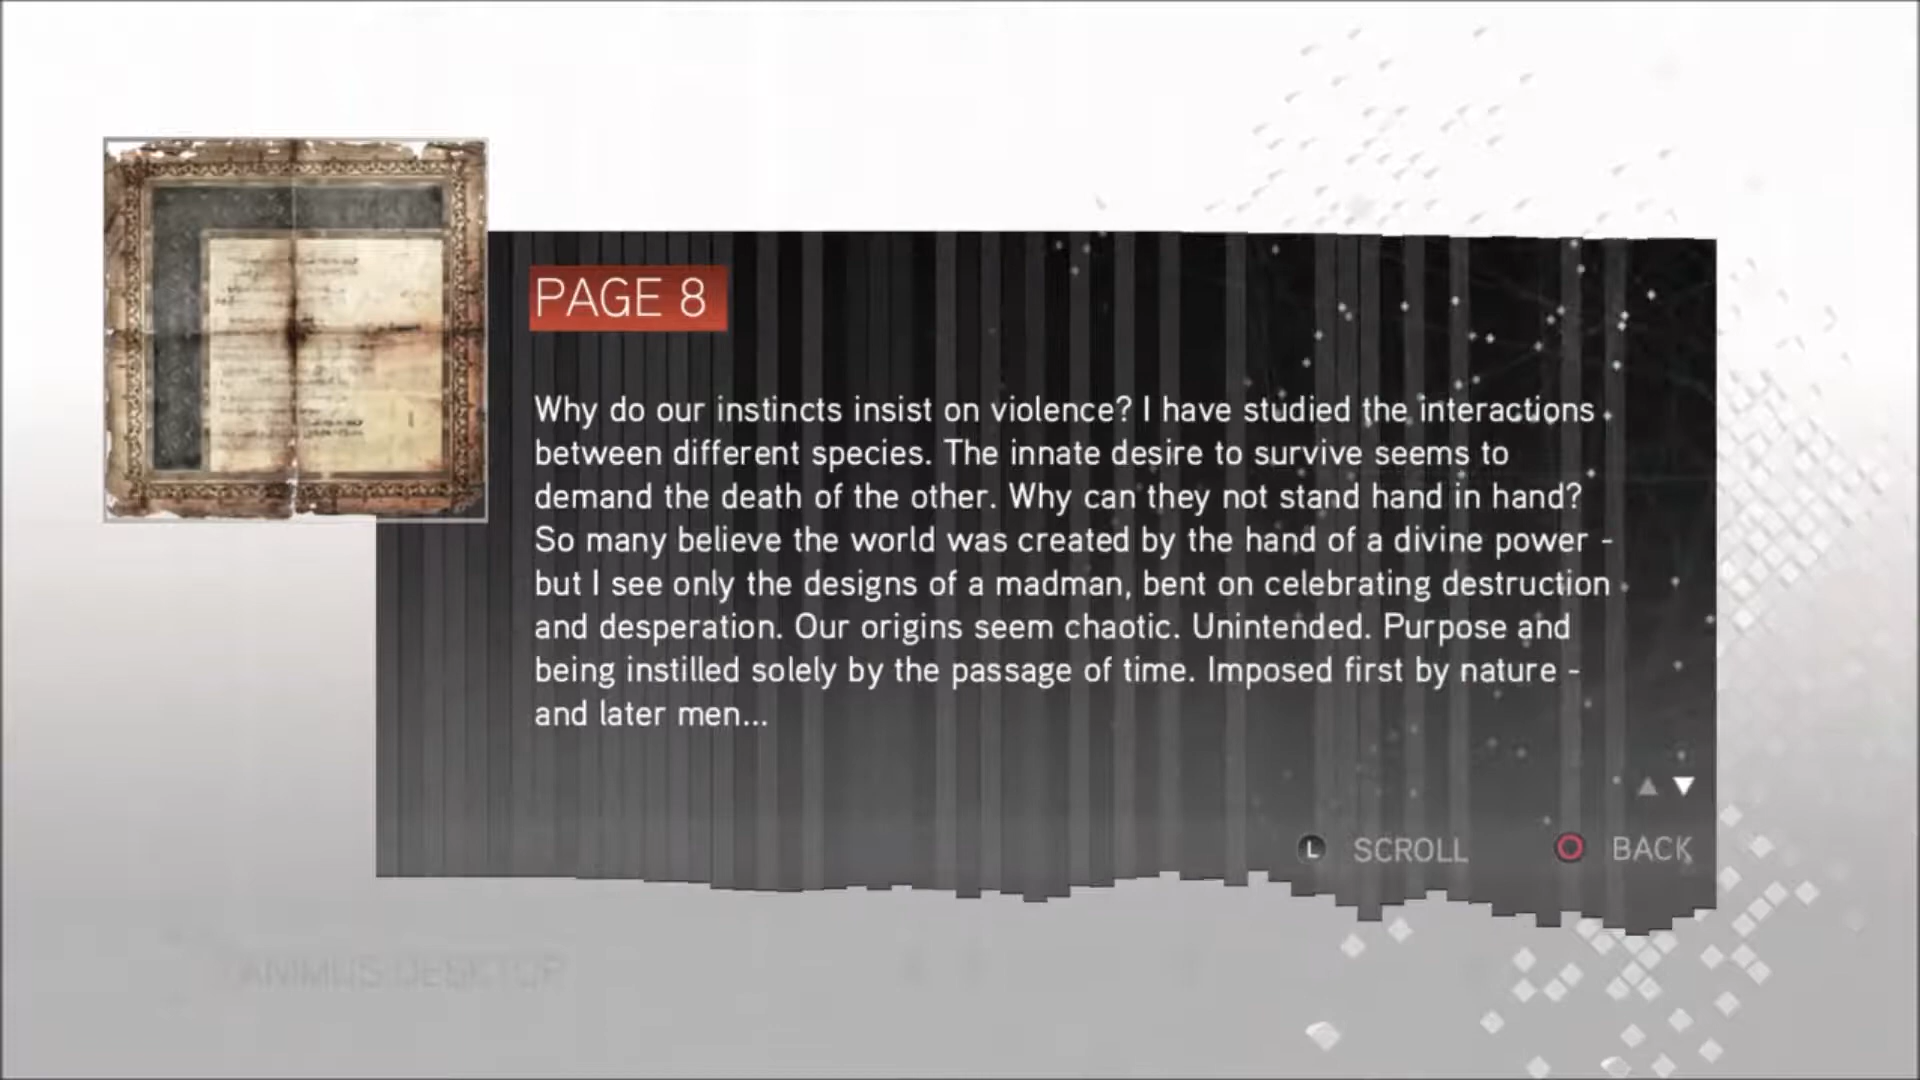 PAGE 8
Why do our instincts insist on violence? I have studied the interactions
between different species. The innate desire to survive seems to
demand the death of the other. Why can they not stand hand in hand?
So many believe the world was created by the hand of a divine power -
but I see only the designs of a madman, bent on celebrating destruction
and desperation. Our origins seem chaotic. Unintended. Purpose and
being instilled solely by the passage of time. Imposed first by nature -
and later men...
L SCROLL BACK
ANIMUS DESKTOP